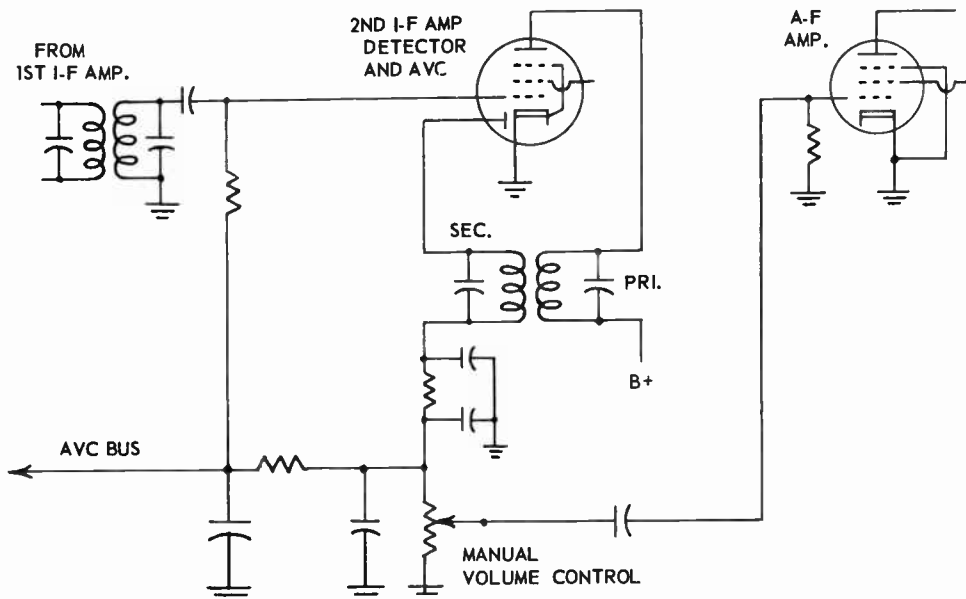 FROM
1ST I-F AMP.
2ND I-F AMP
DETECTOR
AND AVC
A-F
AMP.
SEC.
PRI.
B+
AVC BUS
MANUAL
VOLUME CONTROL